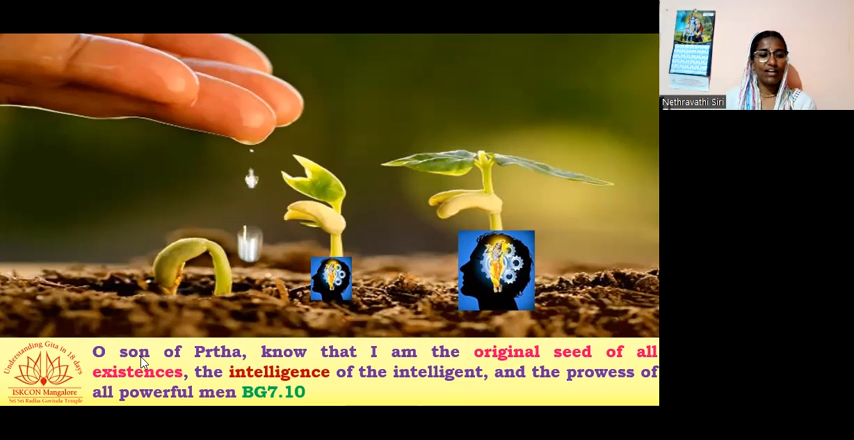 Nethravathi Siri
Understanding Gita in 18 days
ISKCON Mangalore
Sri Sri Radha Govinda Temple
O son of Prtha, know that I am the original seed of all
existences, the intelligence of the intelligent, and the prowess of
all powerful men BG7.10